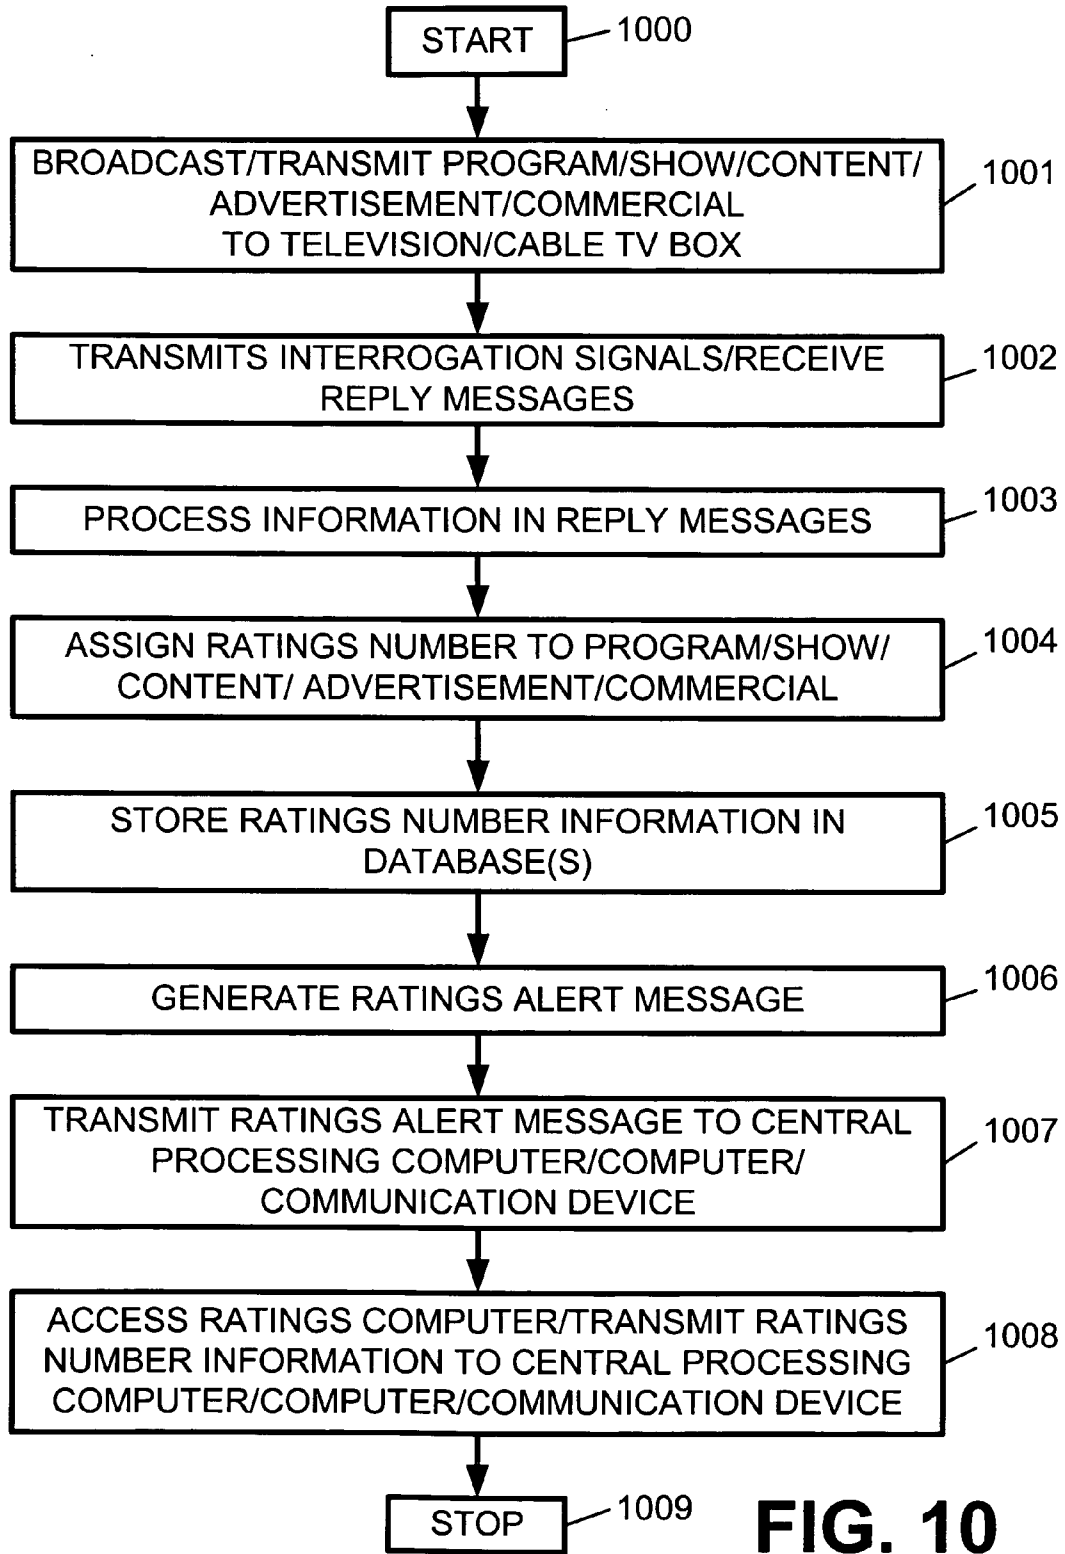 START
1000
BROADCAST/TRANSMIT PROGRAM/SHOW/CONTENT/
ADVERTISEMENT/COMMERCIAL
TO TELEVISION/CABLE TV BOX
1001
TRANSMITS INTERROGATION SIGNALS/RECEIVE
REPLY MESSAGES
1002
PROCESS INFORMATION IN REPLY MESSAGES
1003
ASSIGN RATINGS NUMBER TO PROGRAM/SHOW/
CONTENT/ ADVERTISEMENT/COMMERCIAL
1004
STORE RATINGS NUMBER INFORMATION IN
DATABASE(S)
1005
GENERATE RATINGS ALERT MESSAGE
1006
TRANSMIT RATINGS ALERT MESSAGE TO CENTRAL
PROCESSING COMPUTER/COMPUTER/
COMMUNICATION DEVICE
1007
ACCESS RATINGS COMPUTER/TRANSMIT RATINGS
NUMBER INFORMATION TO CENTRAL PROCESSING
COMPUTER/COMPUTER/COMMUNICATION DEVICE
1008
STOP
1009
FIG. 10